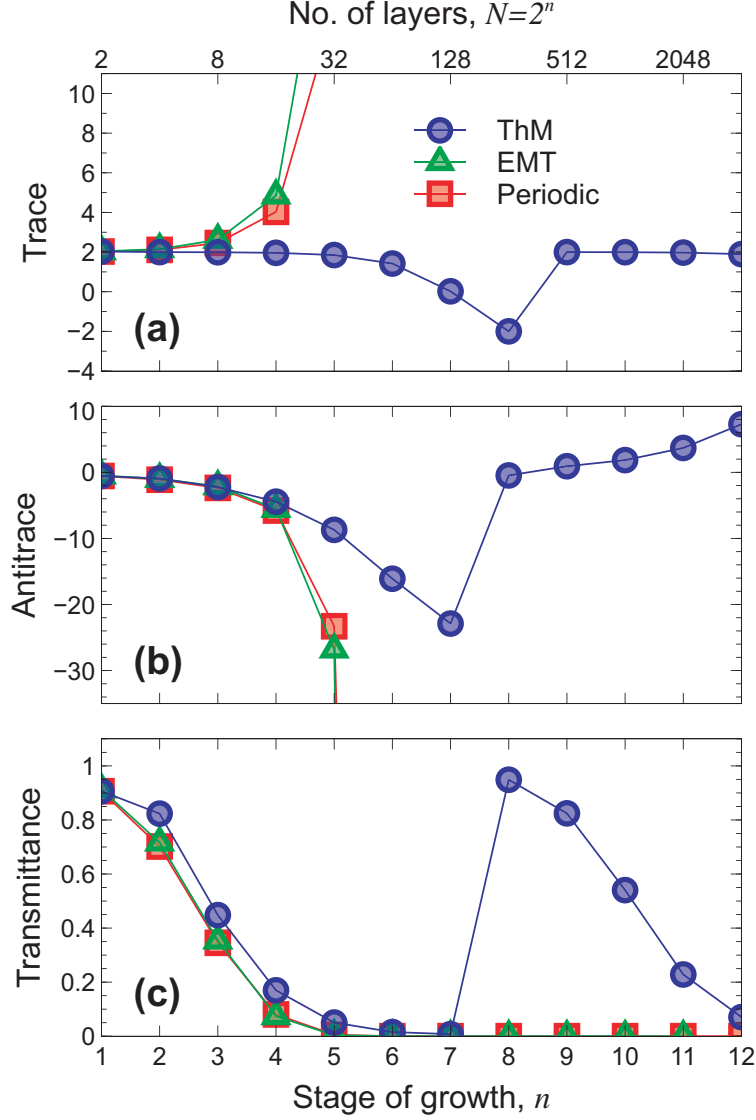 No. of layers, N=2ⁿ
2 8 32 128 512 2048
10
8
6
4
2
0
−2
−4
Trace
ThM
EMT
Periodic
(a)
10
0
−10
−20
−30
Antitrace
(b)
1
0.8
0.6
0.4
0.2
0
Transmittance
(c)
1 2 3 4 5 6 7 8 9 10 11 12
Stage of growth, n